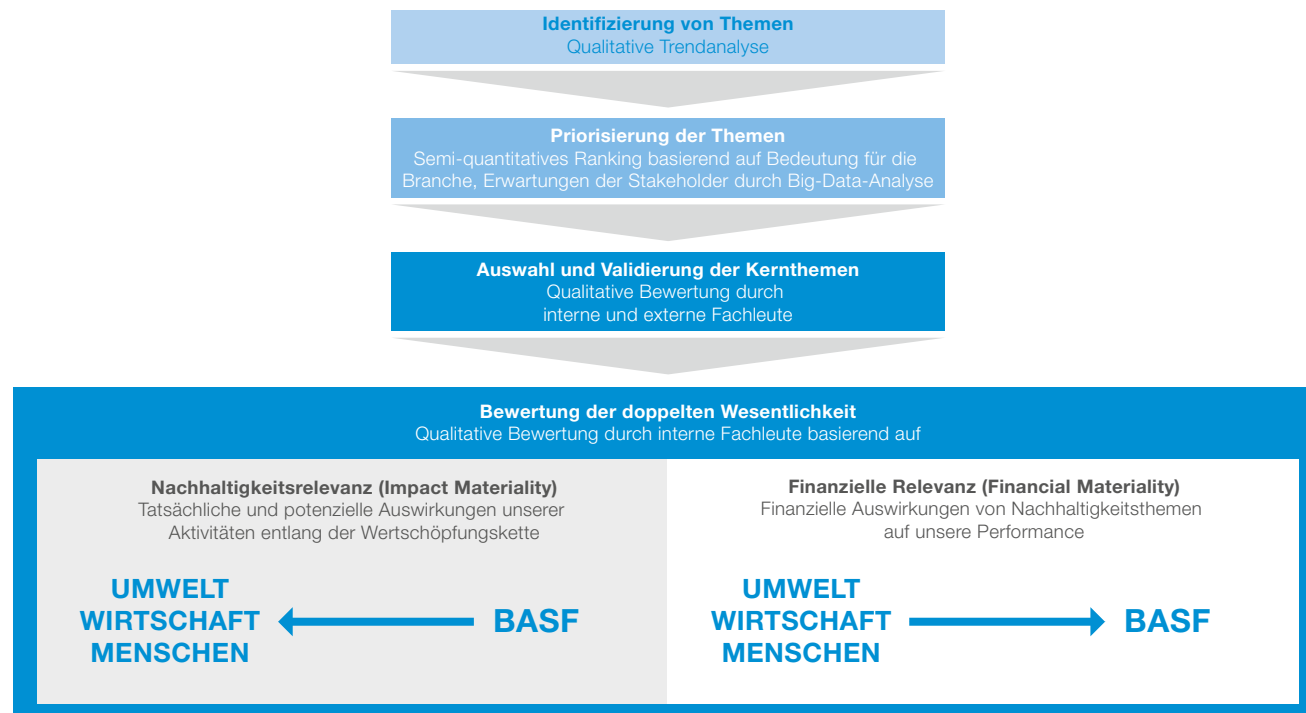 Identifizierung von Themen
Qualitative Trendanalyse
Priorisierung der Themen
Semi-quantitatives Ranking basierend auf Bedeutung für die
Branche, Erwartungen der Stakeholder durch Big-Data-Analyse
Auswahl und Validierung der Kernthemen
Qualitative Bewertung durch
interne und externe Fachleute
Bewertung der doppelten Wesentlichkeit
Qualitative Bewertung durch interne Fachleute basierend auf
Nachhaltigkeitsrelevanz (Impact Materiality)
Tatsächliche und potenzielle Auswirkungen unserer
Aktivitäten entlang der Wertschöpfungskette
UMWELT
WIRTSCHAFT
MENSCHEN
BASF
Finanzielle Relevanz (Financial Materiality)
Finanzielle Auswirkungen von Nachhaltigkeitsthemen
auf unsere Performance
UMWELT
WIRTSCHAFT
MENSCHEN
BASF